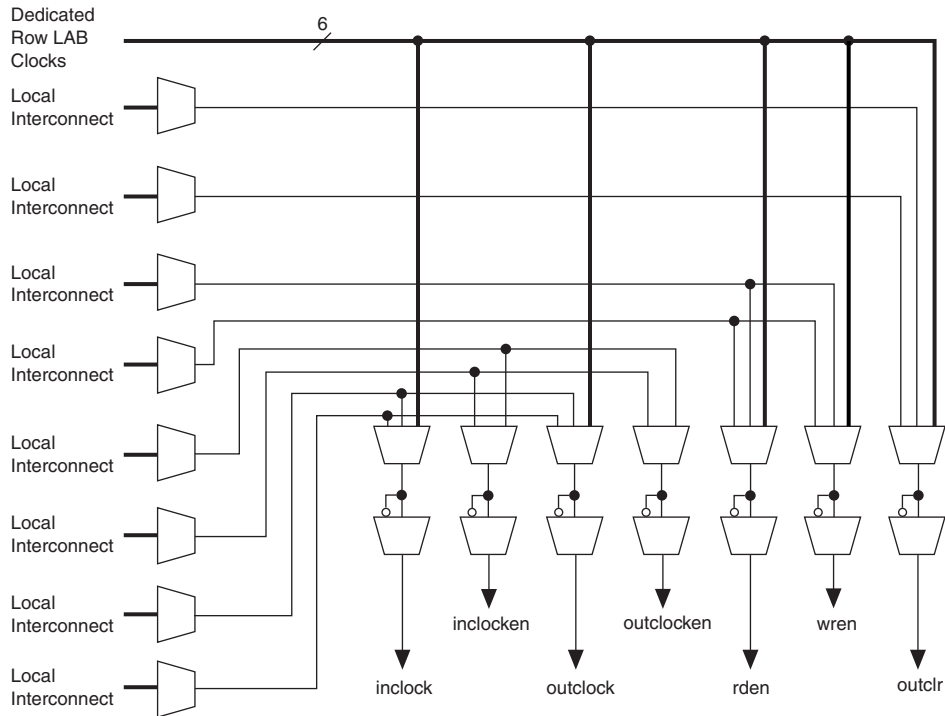 Dedicated
Row LAB
Clocks
6
Local
Interconnect
Local
Interconnect
Local
Interconnect
Local
Interconnect
Local
Interconnect
Local
Interconnect
Local
Interconnect
Local
Interconnect
inclocken
outclocken
wren
inclock
outclock
rden
outclr